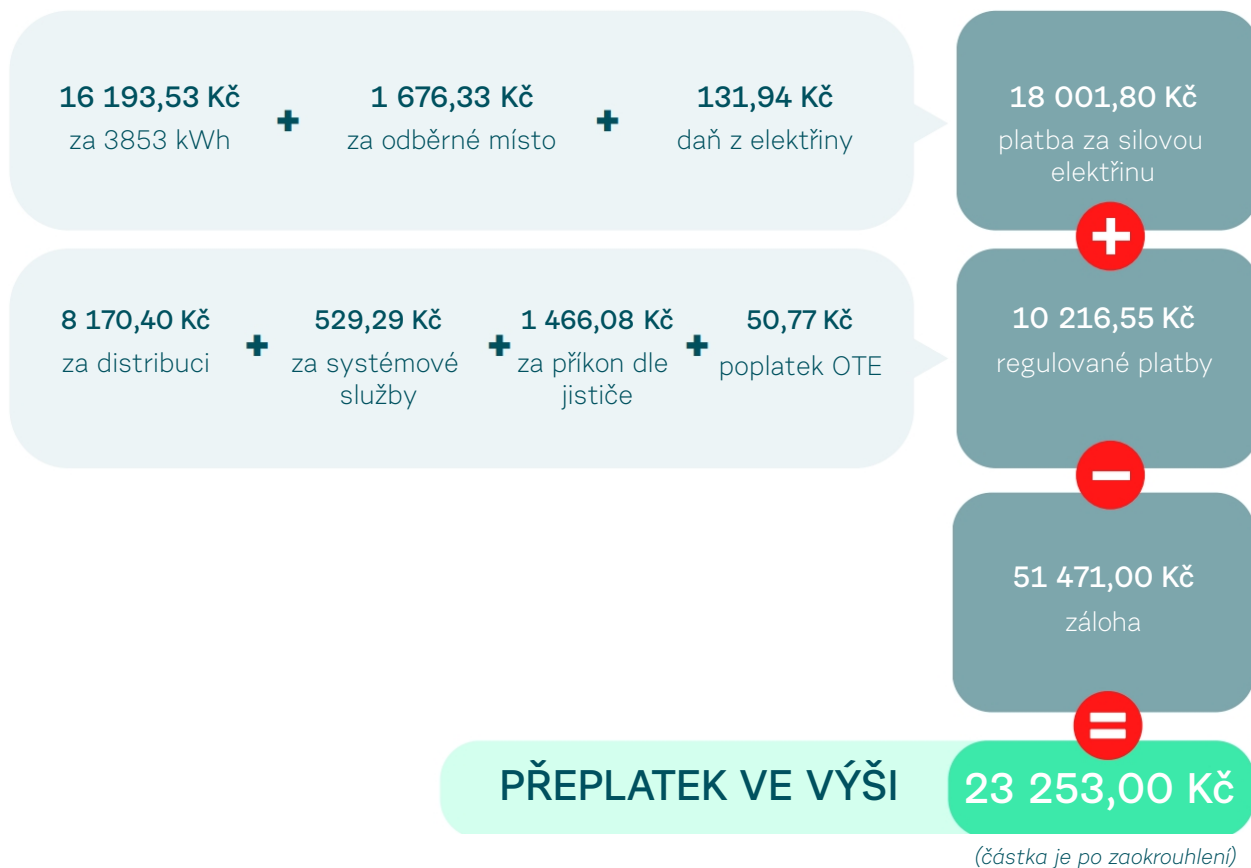 16 193,53 Kč + 1 676,33 Kč + 131,94 Kč
za 3853 kWh za odběrné místo daň z elektřiny
18 001,80 Kč
platba za silovou
elektřinu
+
8 170,40 Kč + 529,29 Kč + 1 466,08 Kč + 50,77 Kč
za distribuci za systémové za příkon dle poplatek OTE
služby jističe
10 216,55 Kč
regulované platby
−
51 471,00 Kč
záloha
=
PŘEPLATEK VE VÝŠI 23 253,00 Kč
(částka je po zaokrouhlení)